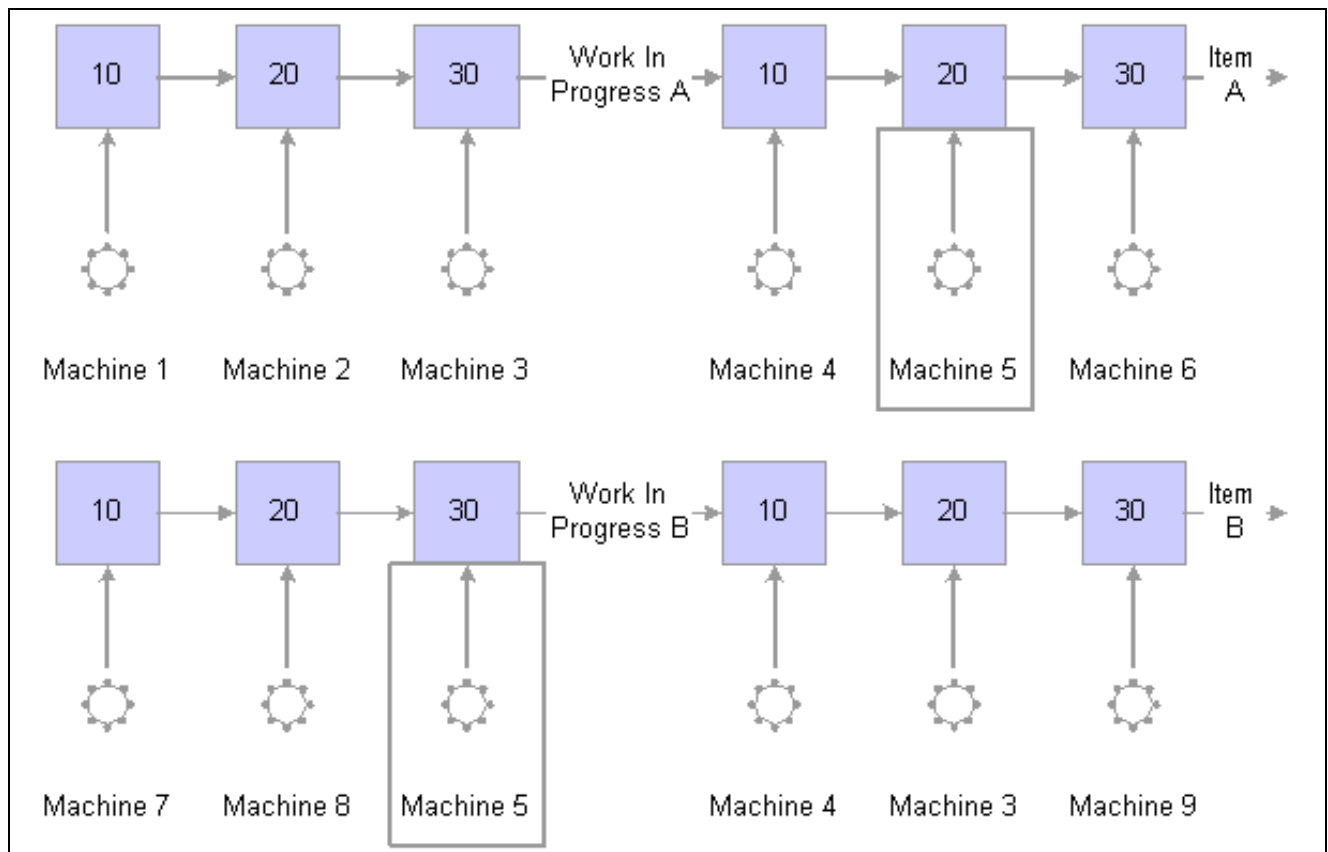 10 20 30 Work In Progress A 10 20 30 Item A
Machine 1 Machine 2 Machine 3 Machine 4 Machine 5 Machine 6
10 20 30 Work In Progress B 10 20 30 Item B
Machine 7 Machine 8 Machine 5 Machine 4 Machine 3 Machine 9